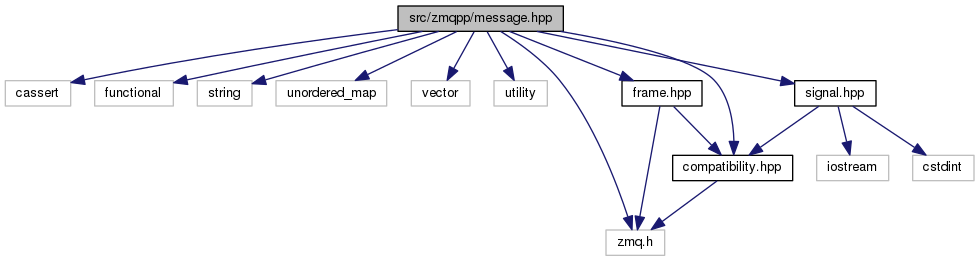 src/zmqpp/message.hpp
cassert
functional
string
unordered_map
vector
utility
frame.hpp
signal.hpp
compatibility.hpp
iostream
cstdint
zmq.h